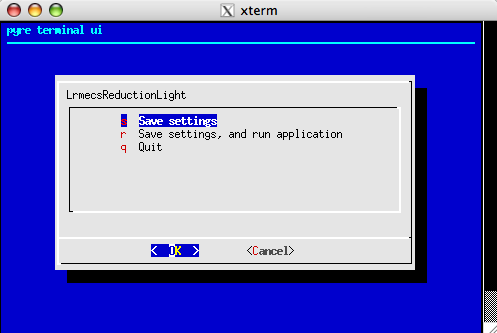 xterm
pyre terminal ui
LrmecsReductionLight
s Save settings
r Save settings, and run application
q Quit
< OK > <Cancel>